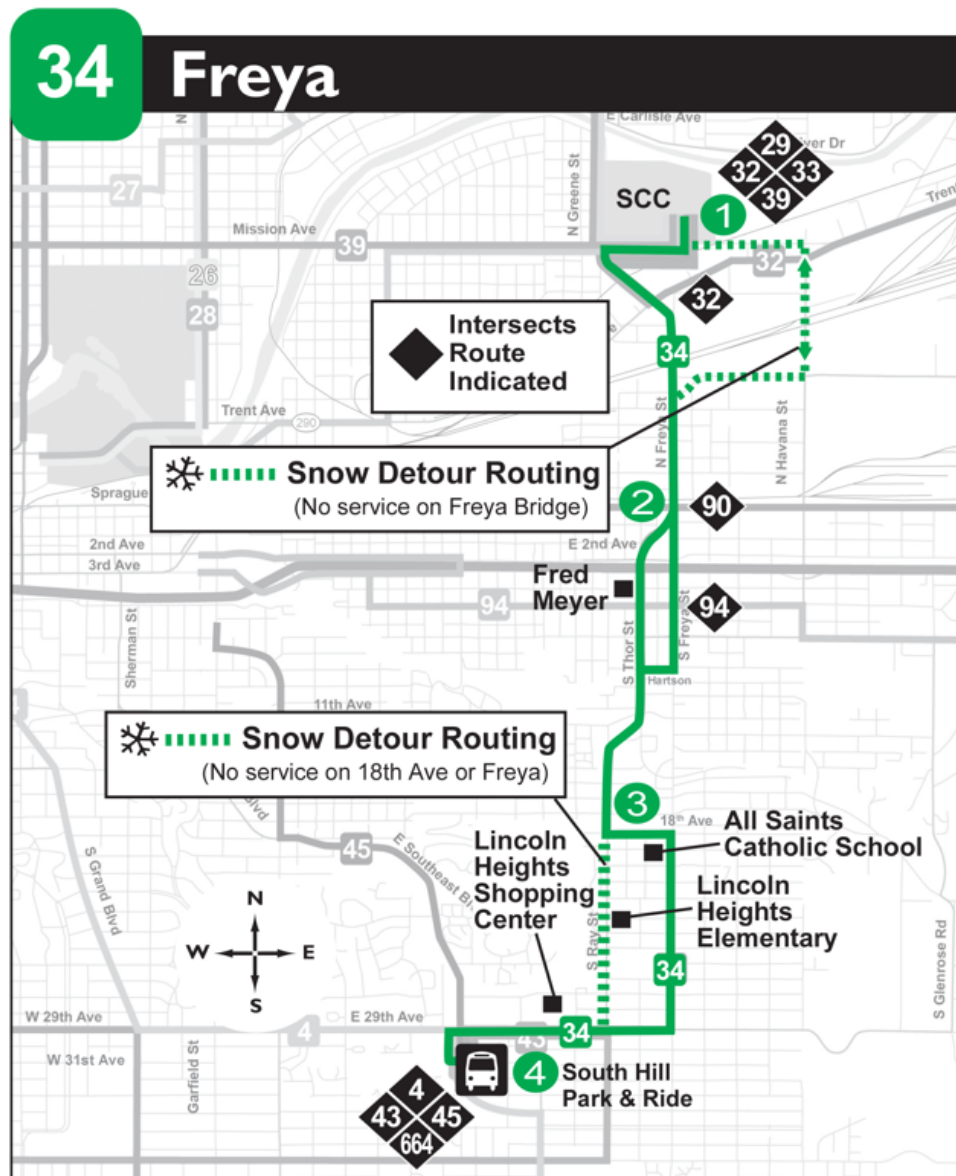 34 Freya
E Carlisle Ave
29
32 33
39
iver Dr
27
N Greene St
SCC
1
Mission Ave
39
32
Trent
26
28
32
Intersects
Route
Indicated
34
Trent Ave
290
N Freya St
N Havana St
Snow Detour Routing
(No service on Freya Bridge)
Sprague
2
90
2nd Ave
E 2nd Ave
3rd Ave
Fred
Meyer
94
94
Sherman St
S Thor St
S Freya St
Hartson
11th Ave
Snow Detour Routing
(No service on 18th Ave or Freya)
Blvd
3
18th Ave
All Saints
Catholic School
45
E Southeast Blv
S Grand Blvd
Lincoln
Heights
Shopping
Center
Lincoln
Heights
Elementary
S Ray St
N
W E
S
34
S Glenrose Rd
W 29th Ave
E 29th Ave
4
43
34
W 31st Ave
Garfield St
4
South Hill
Park & Ride
4
43 45
664